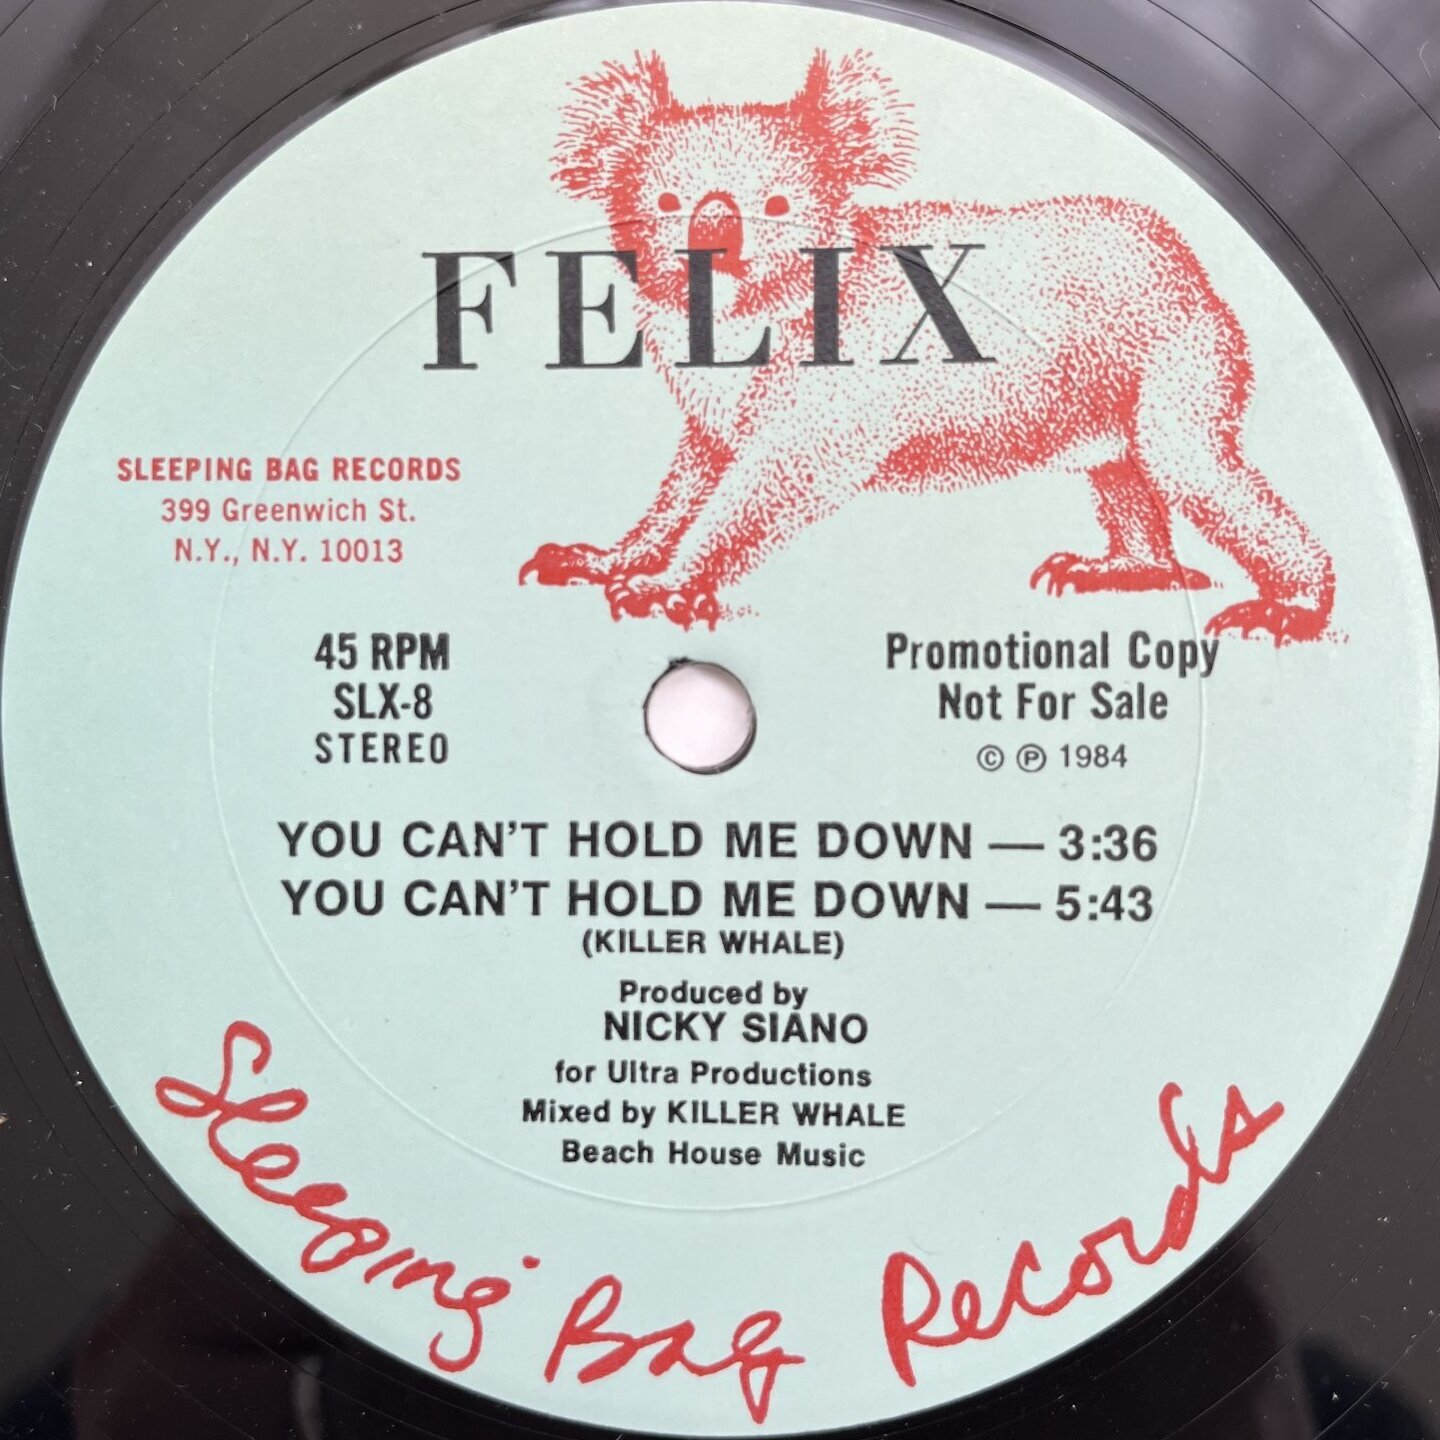 FELIX
SLEEPING BAG RECORDS
399 Greenwich St.
N.Y., N.Y. 10013
45 RPM
SLX-8
STEREO
Promotional Copy
Not For Sale
© ℗ 1984
YOU CAN'T HOLD ME DOWN — 3:36
YOU CAN'T HOLD ME DOWN — 5:43
(KILLER WHALE)
Produced by
NICKY SIANO
for Ultra Productions
Mixed by KILLER WHALE
Beach House Music
Sleeping Bag Records